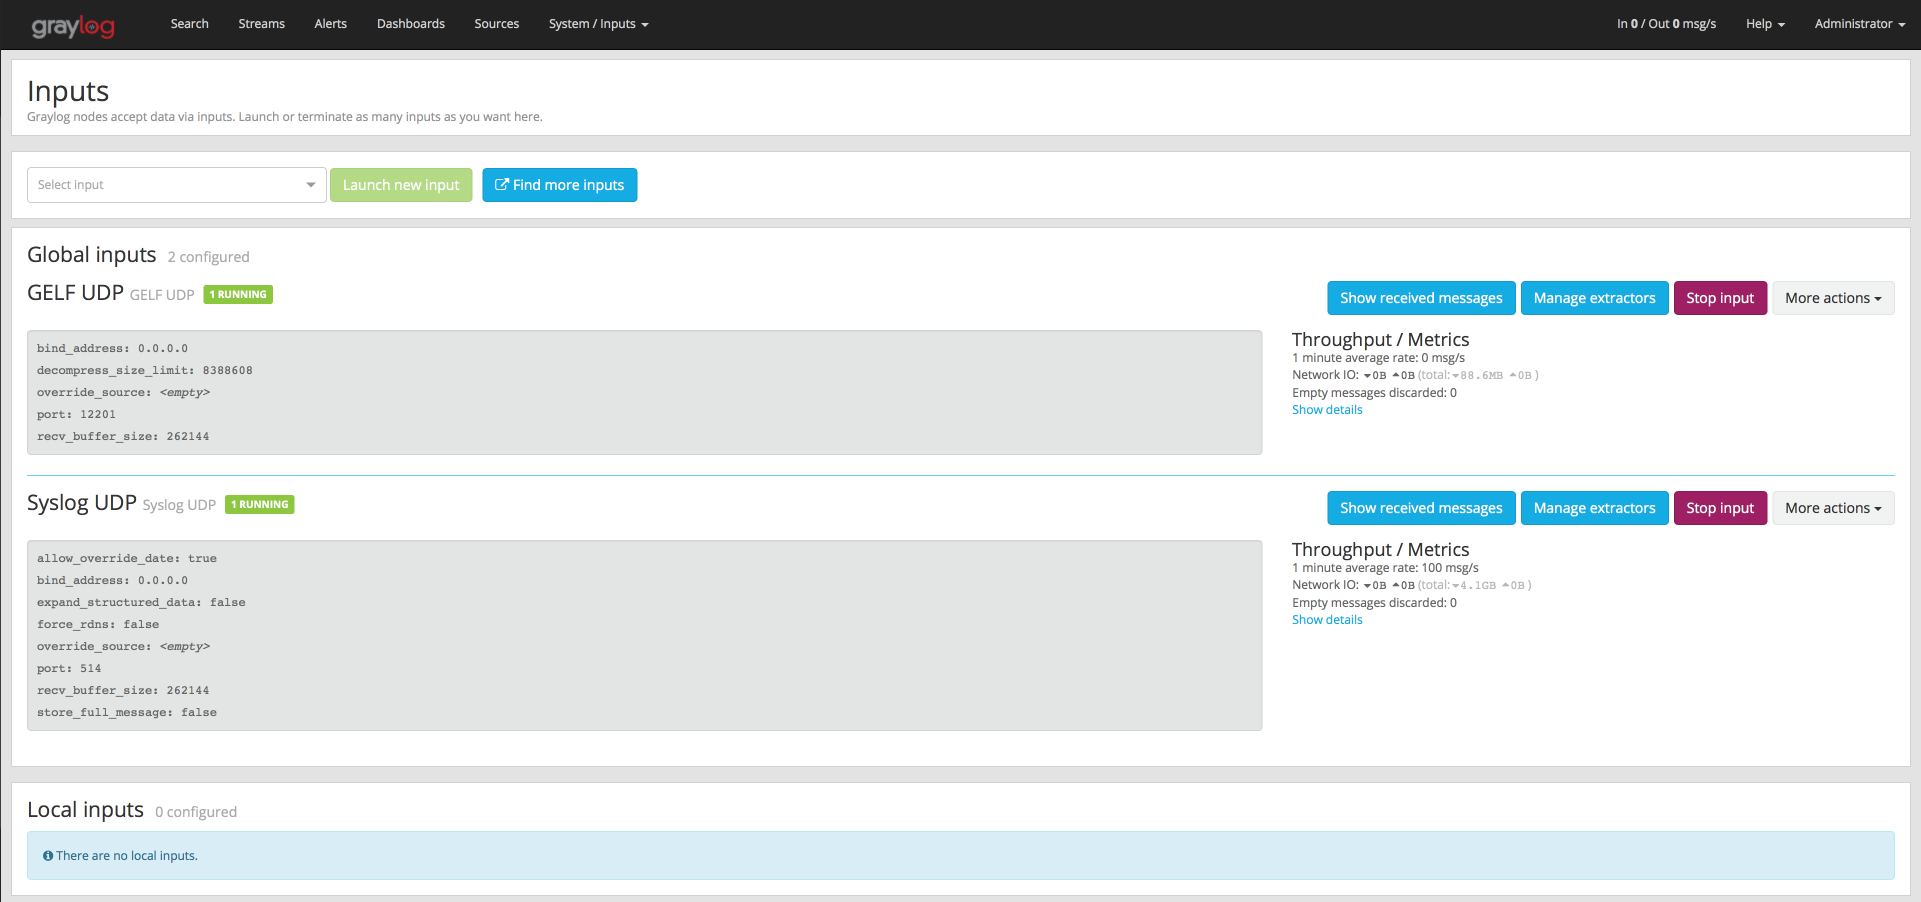 graylog
Search Streams Alerts Dashboards Sources System / Inputs In 0 / Out 0 msg/s Help Administrator
Inputs
Graylog nodes accept data via inputs. Launch or terminate as many inputs as you want here.
Select input Launch new input Find more inputs
Global inputs 2 configured
GELF UDP GELF UDP 1 RUNNING
Show received messages Manage extractors Stop input More actions
bind_address: 0.0.0.0
decompress_size_limit: 8388608
override_source: <empty>
port: 12201
recv_buffer_size: 262144
Throughput / Metrics
1 minute average rate: 0 msg/s
Network IO: 0B 0B (total: 88.6MB 0B )
Empty messages discarded: 0
Show details
Syslog UDP Syslog UDP 1 RUNNING
Show received messages Manage extractors Stop input More actions
allow_override_date: true
bind_address: 0.0.0.0
expand_structured_data: false
force_rdns: false
override_source: <empty>
port: 514
recv_buffer_size: 262144
store_full_message: false
Throughput / Metrics
1 minute average rate: 100 msg/s
Network IO: 0B 0B (total: 4.1GB 0B )
Empty messages discarded: 0
Show details
Local inputs 0 configured
There are no local inputs.